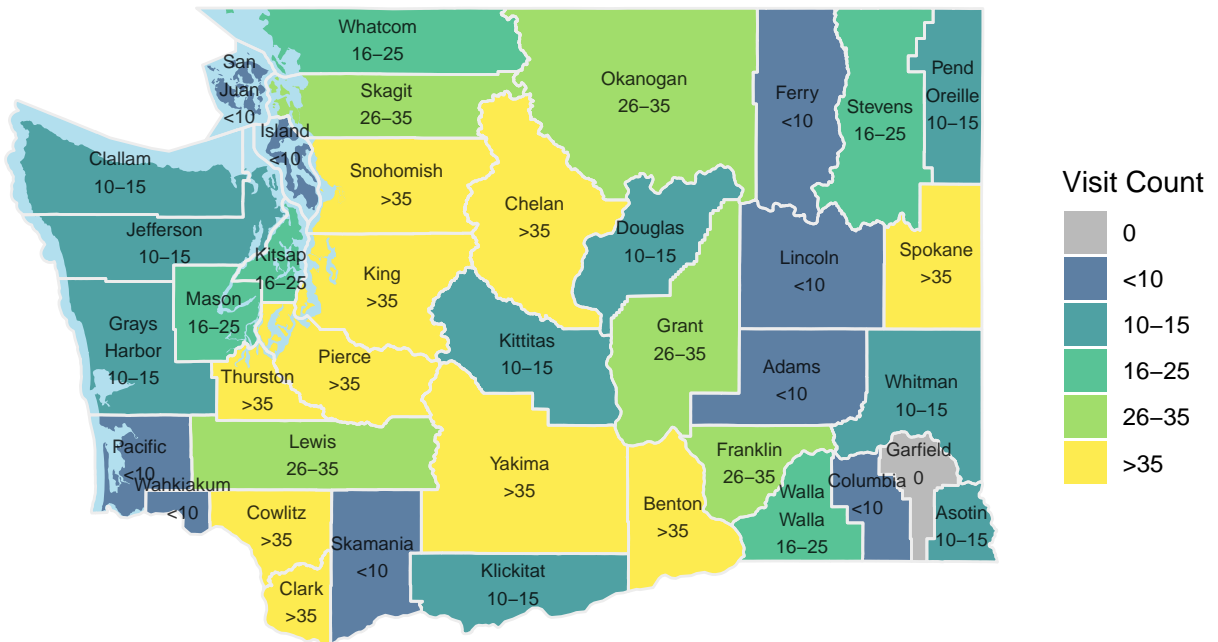 Whatcom
16–25
San
Juan
<10
Skagit
26–35
Island
<10
Okanogan
26–35
Ferry
<10
Stevens
16–25
Pend
Oreille
10–15
Clallam
10–15
Snohomish
>35
Chelan
>35
Jefferson
10–15
Kitsap
16–25
King
>35
Douglas
10–15
Lincoln
<10
Spokane
>35
Mason
16–25
Grays
Harbor
10–15
Grant
26–35
Kittitas
10–15
Pierce
>35
Thurston
>35
Adams
<10
Whitman
10–15
Pacific
<10
Lewis
26–35
Yakima
>35
Franklin
26–35
Garfield
0
Wahkiakum
<10
Columbia
<10
Walla
Walla
16–25
Benton
>35
Asotin
10–15
Cowlitz
>35
Skamania
<10
Klickitat
10–15
Clark
>35
Visit Count
0
<10
10–15
16–25
26–35
>35